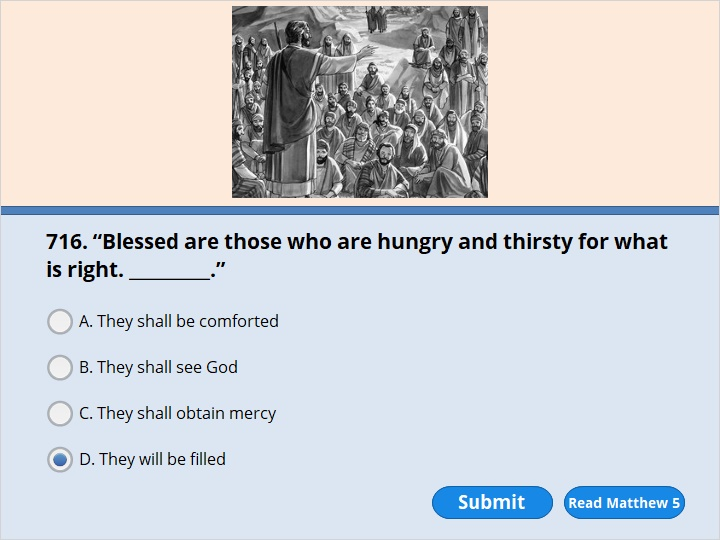 716. “Blessed are those who are hungry and thirsty for what
is right. _________.”
A. They shall be comforted
B. They shall see God
C. They shall obtain mercy
D. They will be filled
Submit
Read Matthew 5